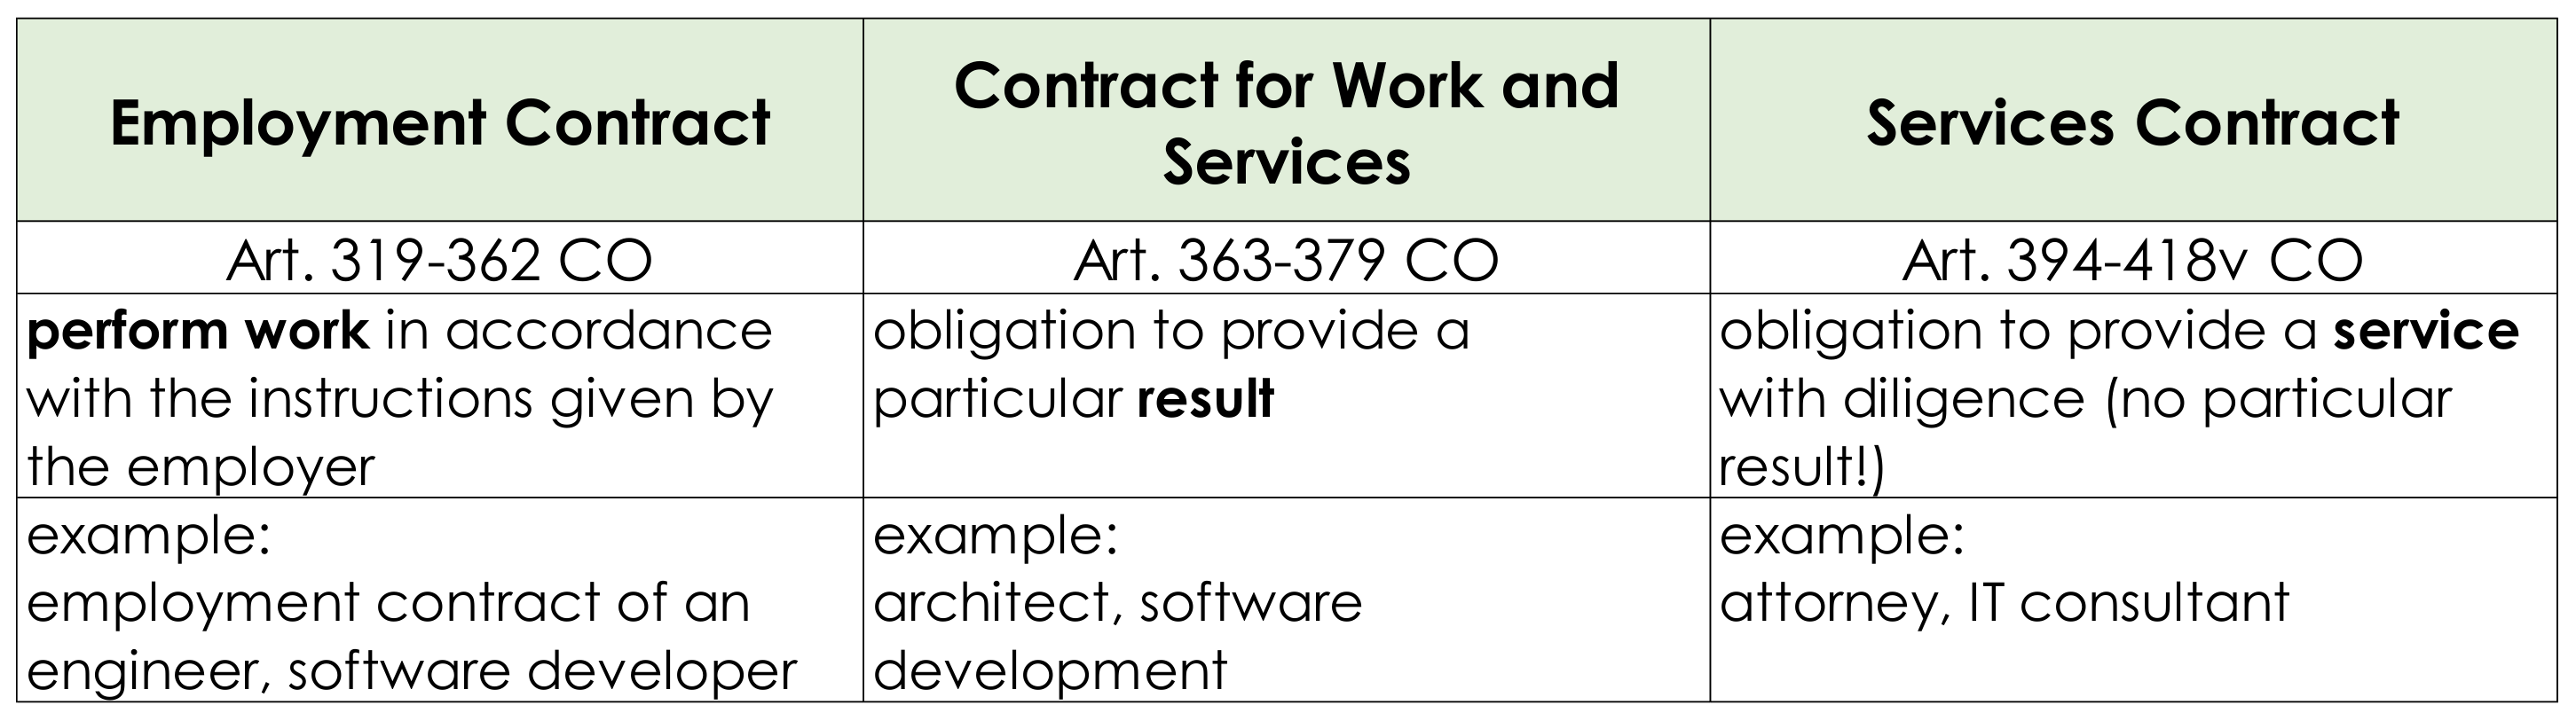 Employment Contract
Contract for Work and
Services
Services Contract
Art. 319-362 CO
Art. 363-379 CO
Art. 394-418v CO
perform work in accordance
with the instructions given by
the employer
obligation to provide a
particular result
obligation to provide a service
with diligence (no particular
result!)
example:
employment contract of an
engineer, software developer
example:
architect, software
development
example:
attorney, IT consultant